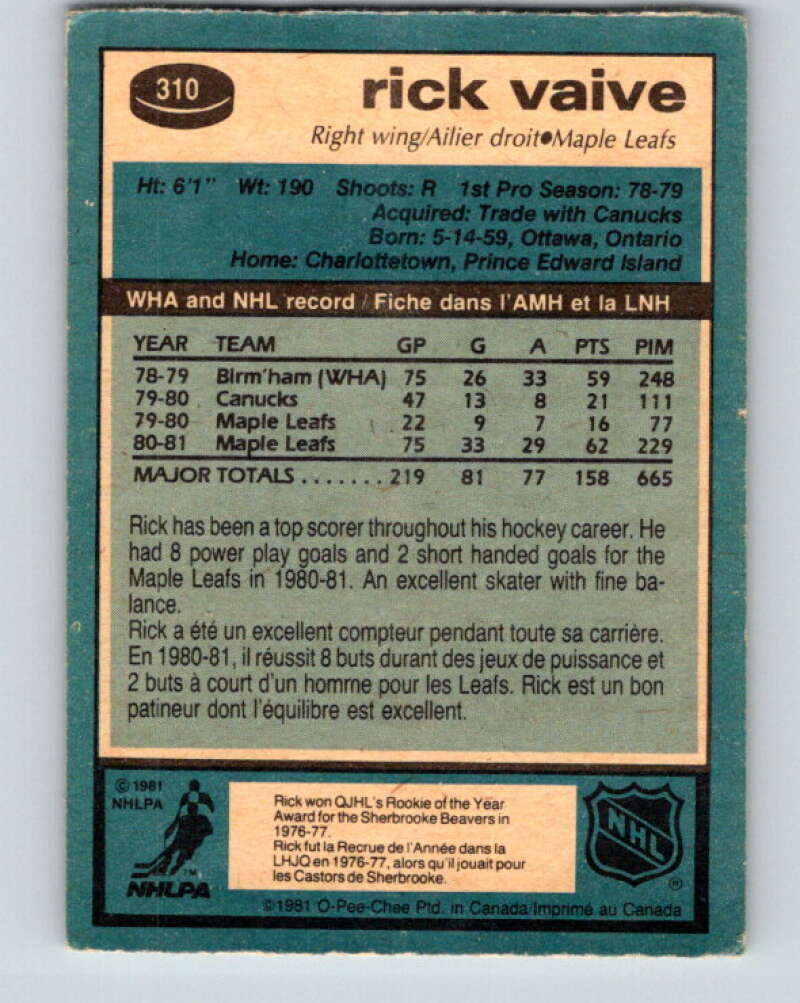 310
rick vaive
Right wing/Ailier droit●Maple Leafs
Ht: 6'1" Wt: 190 Shoots: R 1st Pro Season: 78-79
Acquired: Trade with Canucks
Born: 5-14-59, Ottawa, Ontario
Home: Charlottetown, Prince Edward Island
WHA and NHL record / Fiche dans l'AMH et la LNH
YEAR TEAM GP G A PTS PIM
78-79 Birm'ham (WHA) 75 26 33 59 248
79-80 Canucks 47 13 8 21 111
79-80 Maple Leafs 22 9 7 16 77
80-81 Maple Leafs 75 33 29 62 229
MAJOR TOTALS.......219 81 77 158 665
Rick has been a top scorer throughout his hockey career. He
had 8 power play goals and 2 short handed goals for the
Maple Leafs in 1980-81. An excellent skater with fine ba-
lance.
Rick a été un excellent compteur pendant toute sa carrière.
En 1980-81, il réussit 8 buts durant des jeux de puissance et
2 buts à court d'un homme pour les Leafs. Rick est un bon
patineur dont l'équilibre est excellent.
© 1981
NHLPA
TM
NHLPA
Rick won QJHL's Rookie of the Year
Award for the Sherbrooke Beavers in
1976-77.
Rick fut la Recrue de l'Année dans la
LHJQ en 1976-77, alors qu'il jouait pour
les Castors de Sherbrooke.
NHL
®
©1981 O-Pee-Chee Ptd. in Canada/Imprimé au Canada